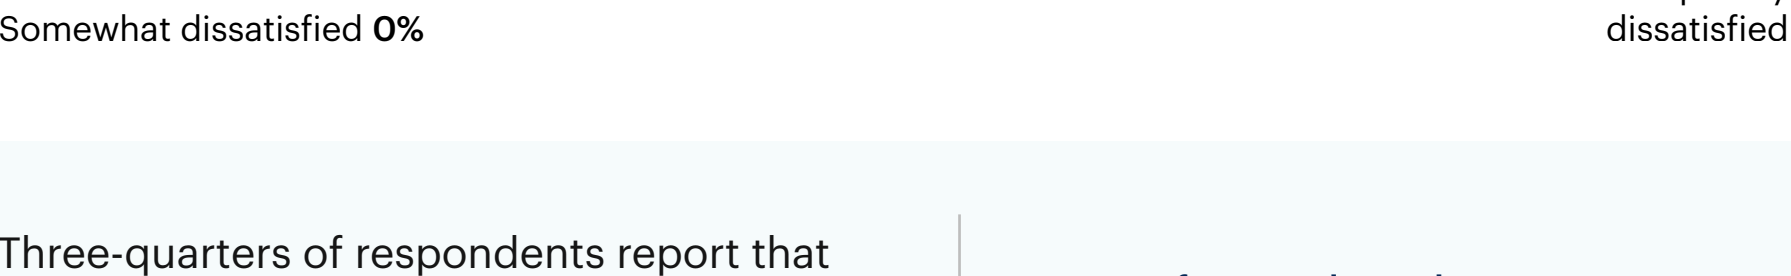 Somewhat dissatisfied 0%
dissatisfied
Three-quarters of respondents report that